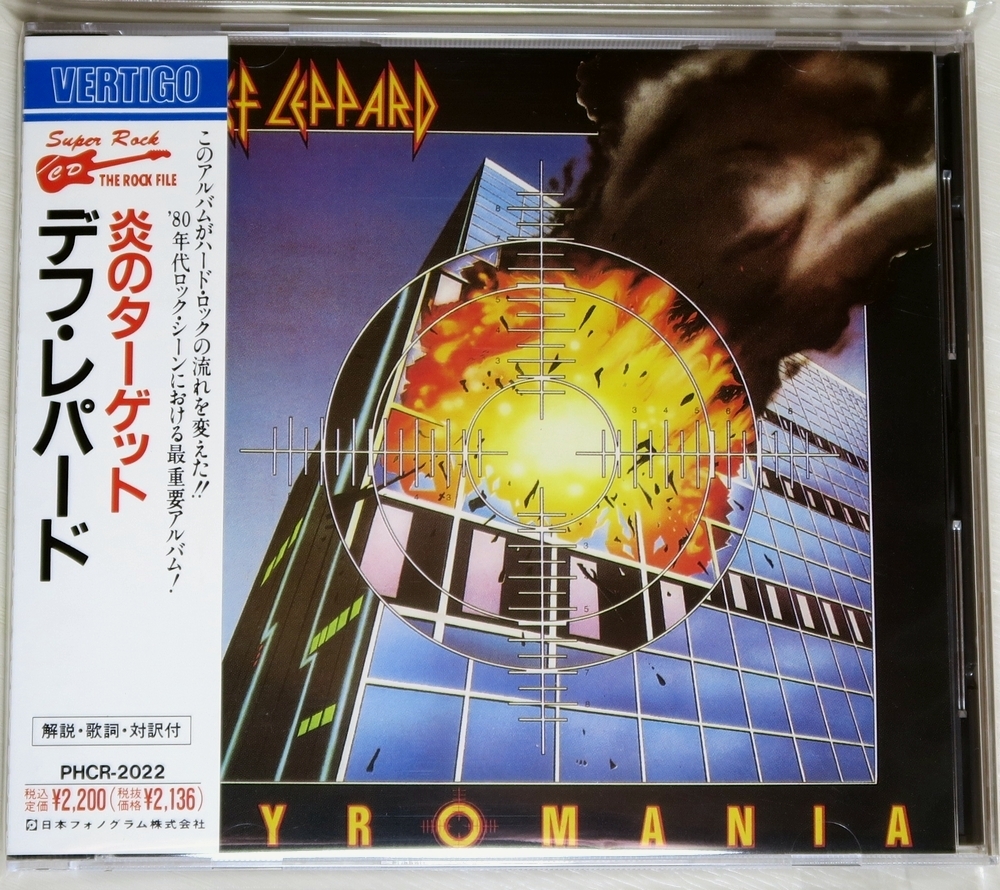 VERTIGO
Super Rock
CD
THE ROCK FILE
このアルバムがハード・ロックの流れを変えた!!
'80年代ロック・シーンにおける最重要アルバム!
炎のターゲット
デフ・レパード
解説・歌詞・対訳付
PHCR-2022
税込定価¥2,200(税抜価格¥2,136)
日本フォノグラム株式会社
EF LEPPARD
YROMANIA